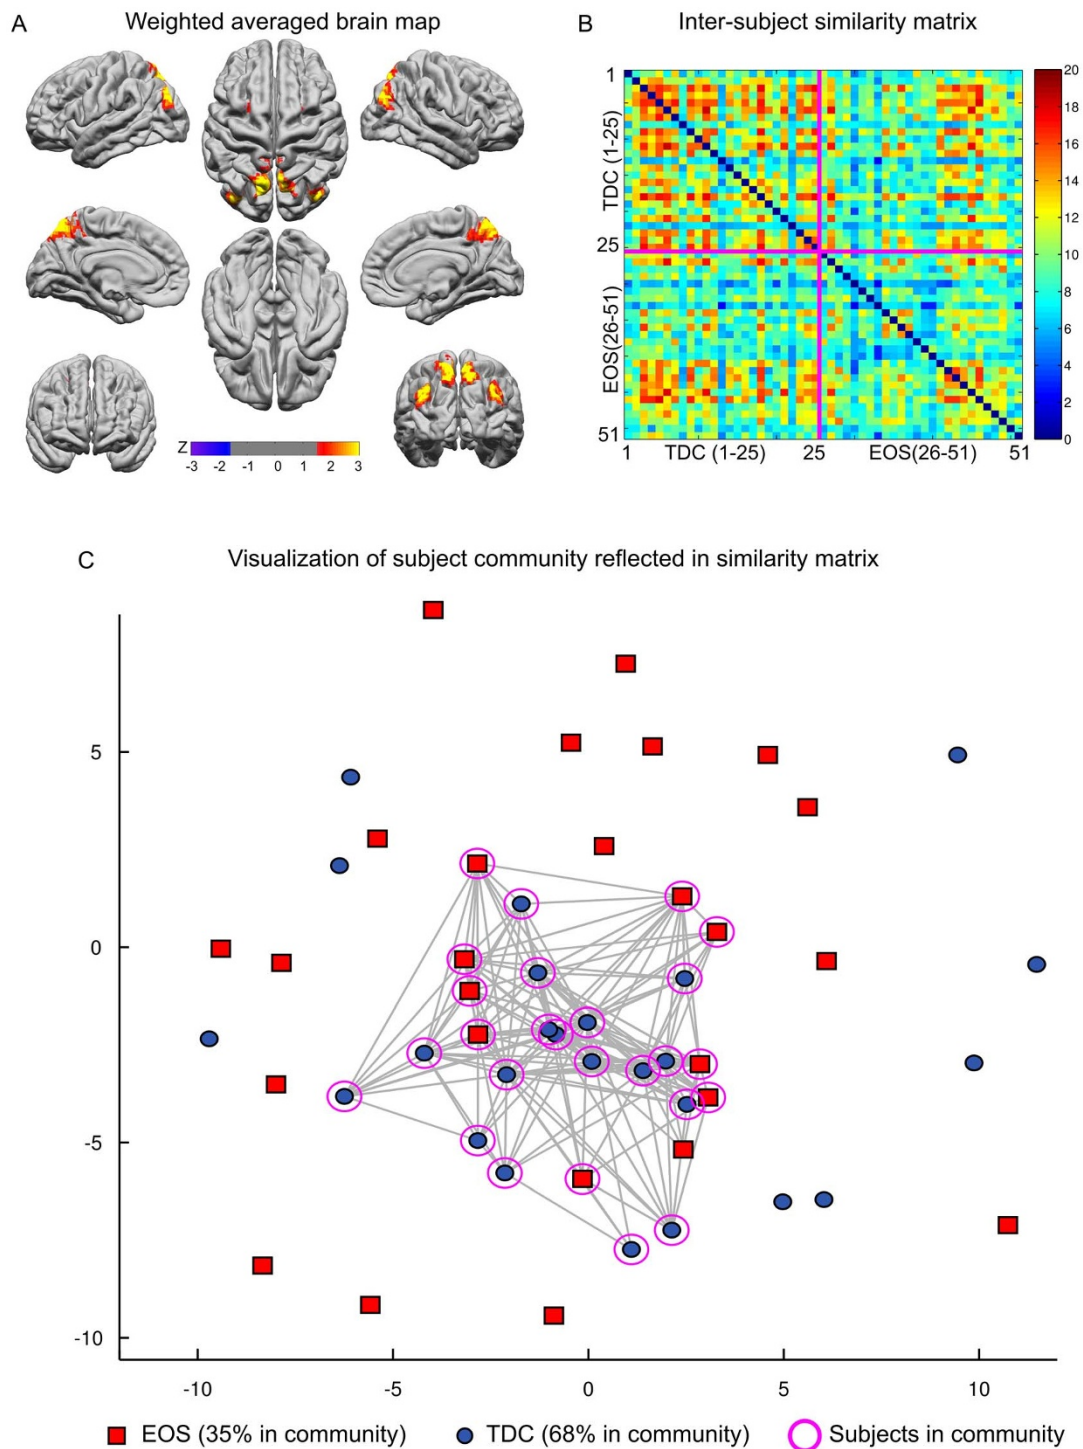 A
Weighted averaged brain map
Z
-3 -2 -1 0 1 2 3
B
Inter-subject similarity matrix
1
TDC (1-25)
25
EOS(26-51)
51
1 TDC (1-25) 25 EOS(26-51) 51
20
18
16
14
12
10
8
6
4
2
0
C
Visualization of subject community reflected in similarity matrix
5
0
-5
-10
-10 -5 0 5 10
EOS (35% in community) TDC (68% in community) Subjects in community